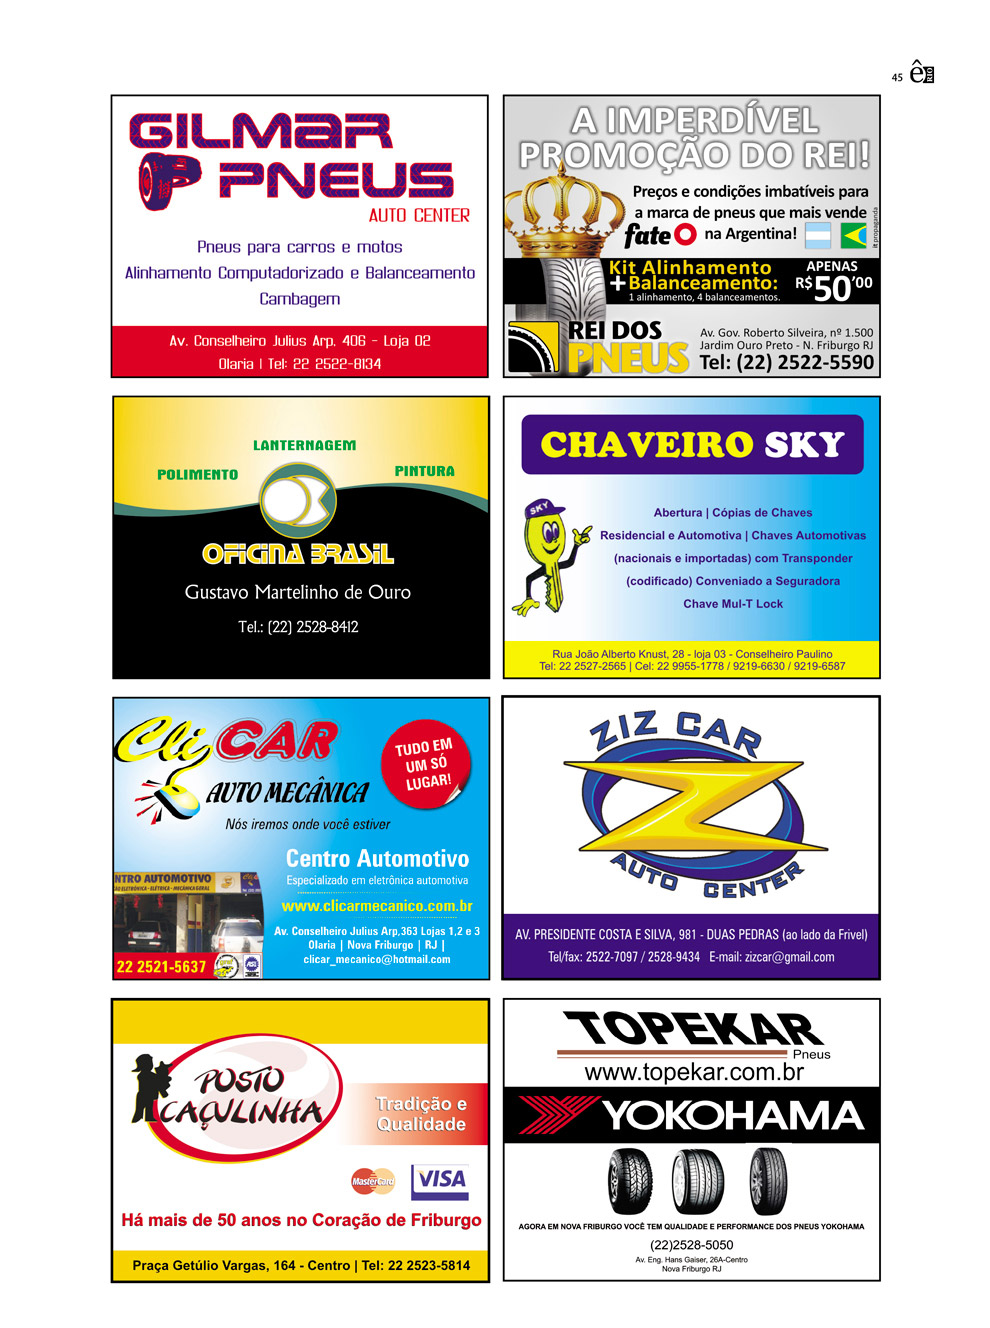 45 ê RIO
GILMAR
PNEUS
AUTO CENTER
Pneus para carros e motos
Alinhamento Computadorizado e Balanceamento
Cambagem
Av. Conselheiro Julius Arp, 406 - Loja 02
Olaria | Tel: 22 2522-8134
A IMPERDÍVEL
PROMOÇÃO DO REI!
Preços e condições imbatíveis para
a marca de pneus que mais vende
fate O na Argentina!
it propaganda
Kit Alinhamento
+Balanceamento:
1 alinhamento, 4 balanceamentos.
APENAS
R$50,00
REI DOS
PNEUS
Av. Gov. Roberto Silveira, nº 1.500
Jardim Ouro Preto - N. Friburgo RJ
Tel: (22) 2522-5590
LANTERNAGEM
POLIMENTO
PINTURA
OFICINA BRASIL
Gustavo Martelinho de Ouro
Tel.: (22) 2528-8412
CHAVEIRO SKY
SKY
Abertura | Cópias de Chaves
Residencial e Automotiva | Chaves Automotivas
(nacionais e importadas) com Transponder
(codificado) Conveniado a Seguradora
Chave Mul-T Lock
Rua João Alberto Knust, 28 - loja 03 - Conselheiro Paulino
Tel: 22 2527-2565 | Cel: 22 9955-1778 / 9219-6630 / 9219-6587
Cli CAR
AUTO MECÂNICA
TUDO EM
UM SÓ
LUGAR!
Nós iremos onde você estiver
Centro Automotivo
Especializado em eletrônica automotiva
www.clicarmecanico.com.br
NTRO AUTOMOTIVO
Av. Conselheiro Julius Arp,363 Lojas 1,2 e 3
Olaria | Nova Friburgo | RJ |
clicar_mecanico@hotmail.com
22 2521-5637
ZIZ CAR
AUTO CENTER
AV. PRESIDENTE COSTA E SILVA, 981 - DUAS PEDRAS (ao lado da Frivel)
Tel/fax: 2522-7097 / 2528-9434 E-mail: zizcar@gmail.com
POSTO
CAÇULINHA
Tradição e
Qualidade
MasterCard
VISA
Há mais de 50 anos no Coração de Friburgo
Praça Getúlio Vargas, 164 - Centro | Tel: 22 2523-5814
TOPEKAR
Pneus
www.topekar.com.br
YOKOHAMA
AGORA EM NOVA FRIBURGO VOCÊ TEM QUALIDADE E PERFORMANCE DOS PNEUS YOKOHAMA
(22)2528-5050
Av. Eng. Hans Gaiser, 26A-Centro
Nova Friburgo RJ